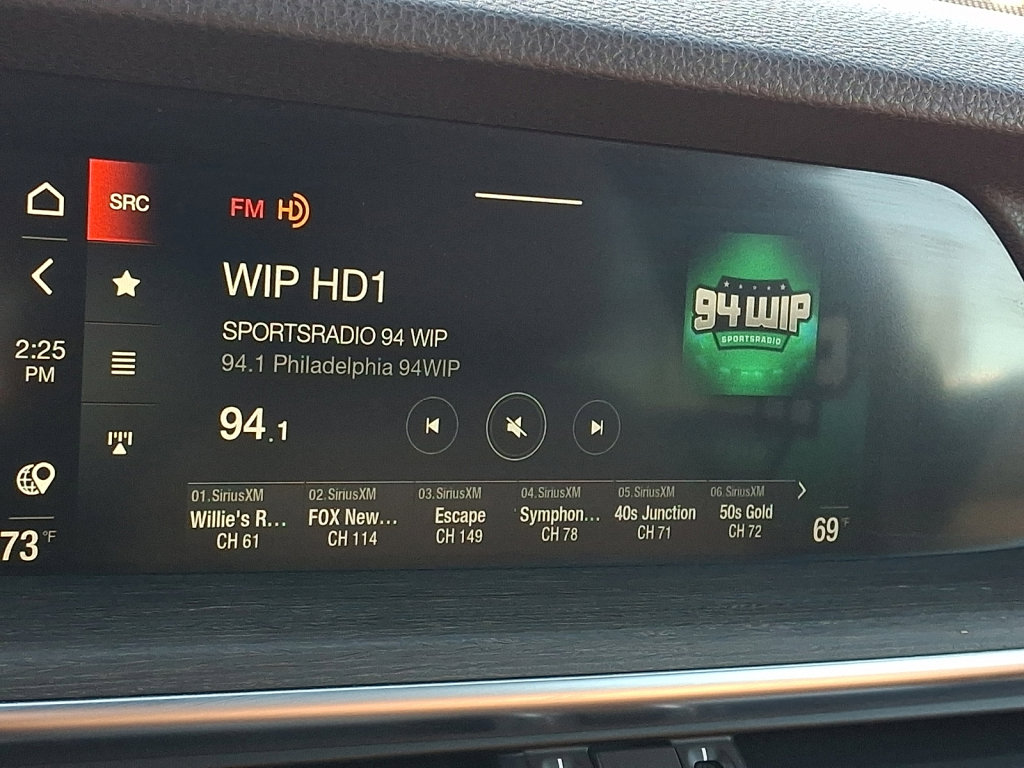 SRC
FM HD
WIP HD1
SPORTSRADIO 94 WIP
94.1 Philadelphia 94WIP
94.1
94 WIP
SPORTSRADIO
2:25
PM
01.SiriusXM
Willie's R...
CH 61
02.SiriusXM
FOX New...
CH 114
03.SiriusXM
Escape
CH 149
04.SiriusXM
Symphon...
CH 78
05.SiriusXM
40s Junction
CH 71
06.SiriusXM
50s Gold
CH 72
73°F
69°F